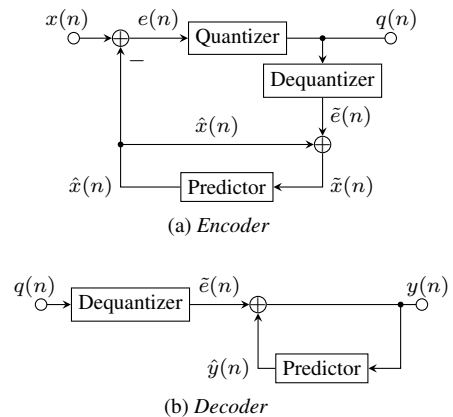 x(n) e(n) Quantizer q(n)
−
Dequantizer
ẽ(n)
x̂(n)
x̂(n) Predictor x̃(n)
(a) Encoder
q(n) Dequantizer ẽ(n) y(n)
ŷ(n) Predictor
(b) Decoder